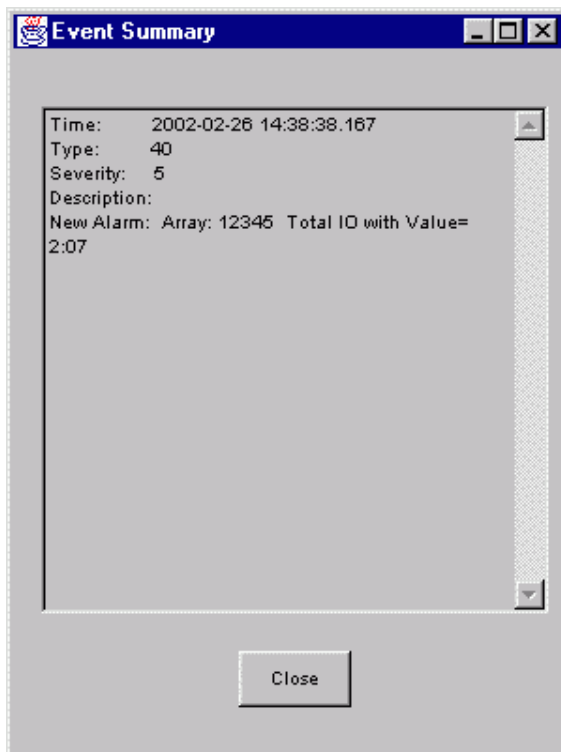 Event Summary
Time: 2002-02-26 14:38:38.167
Type: 40
Severity: 5
Description:
New Alarm: Array: 12345 Total IO with Value=
2:07
Close